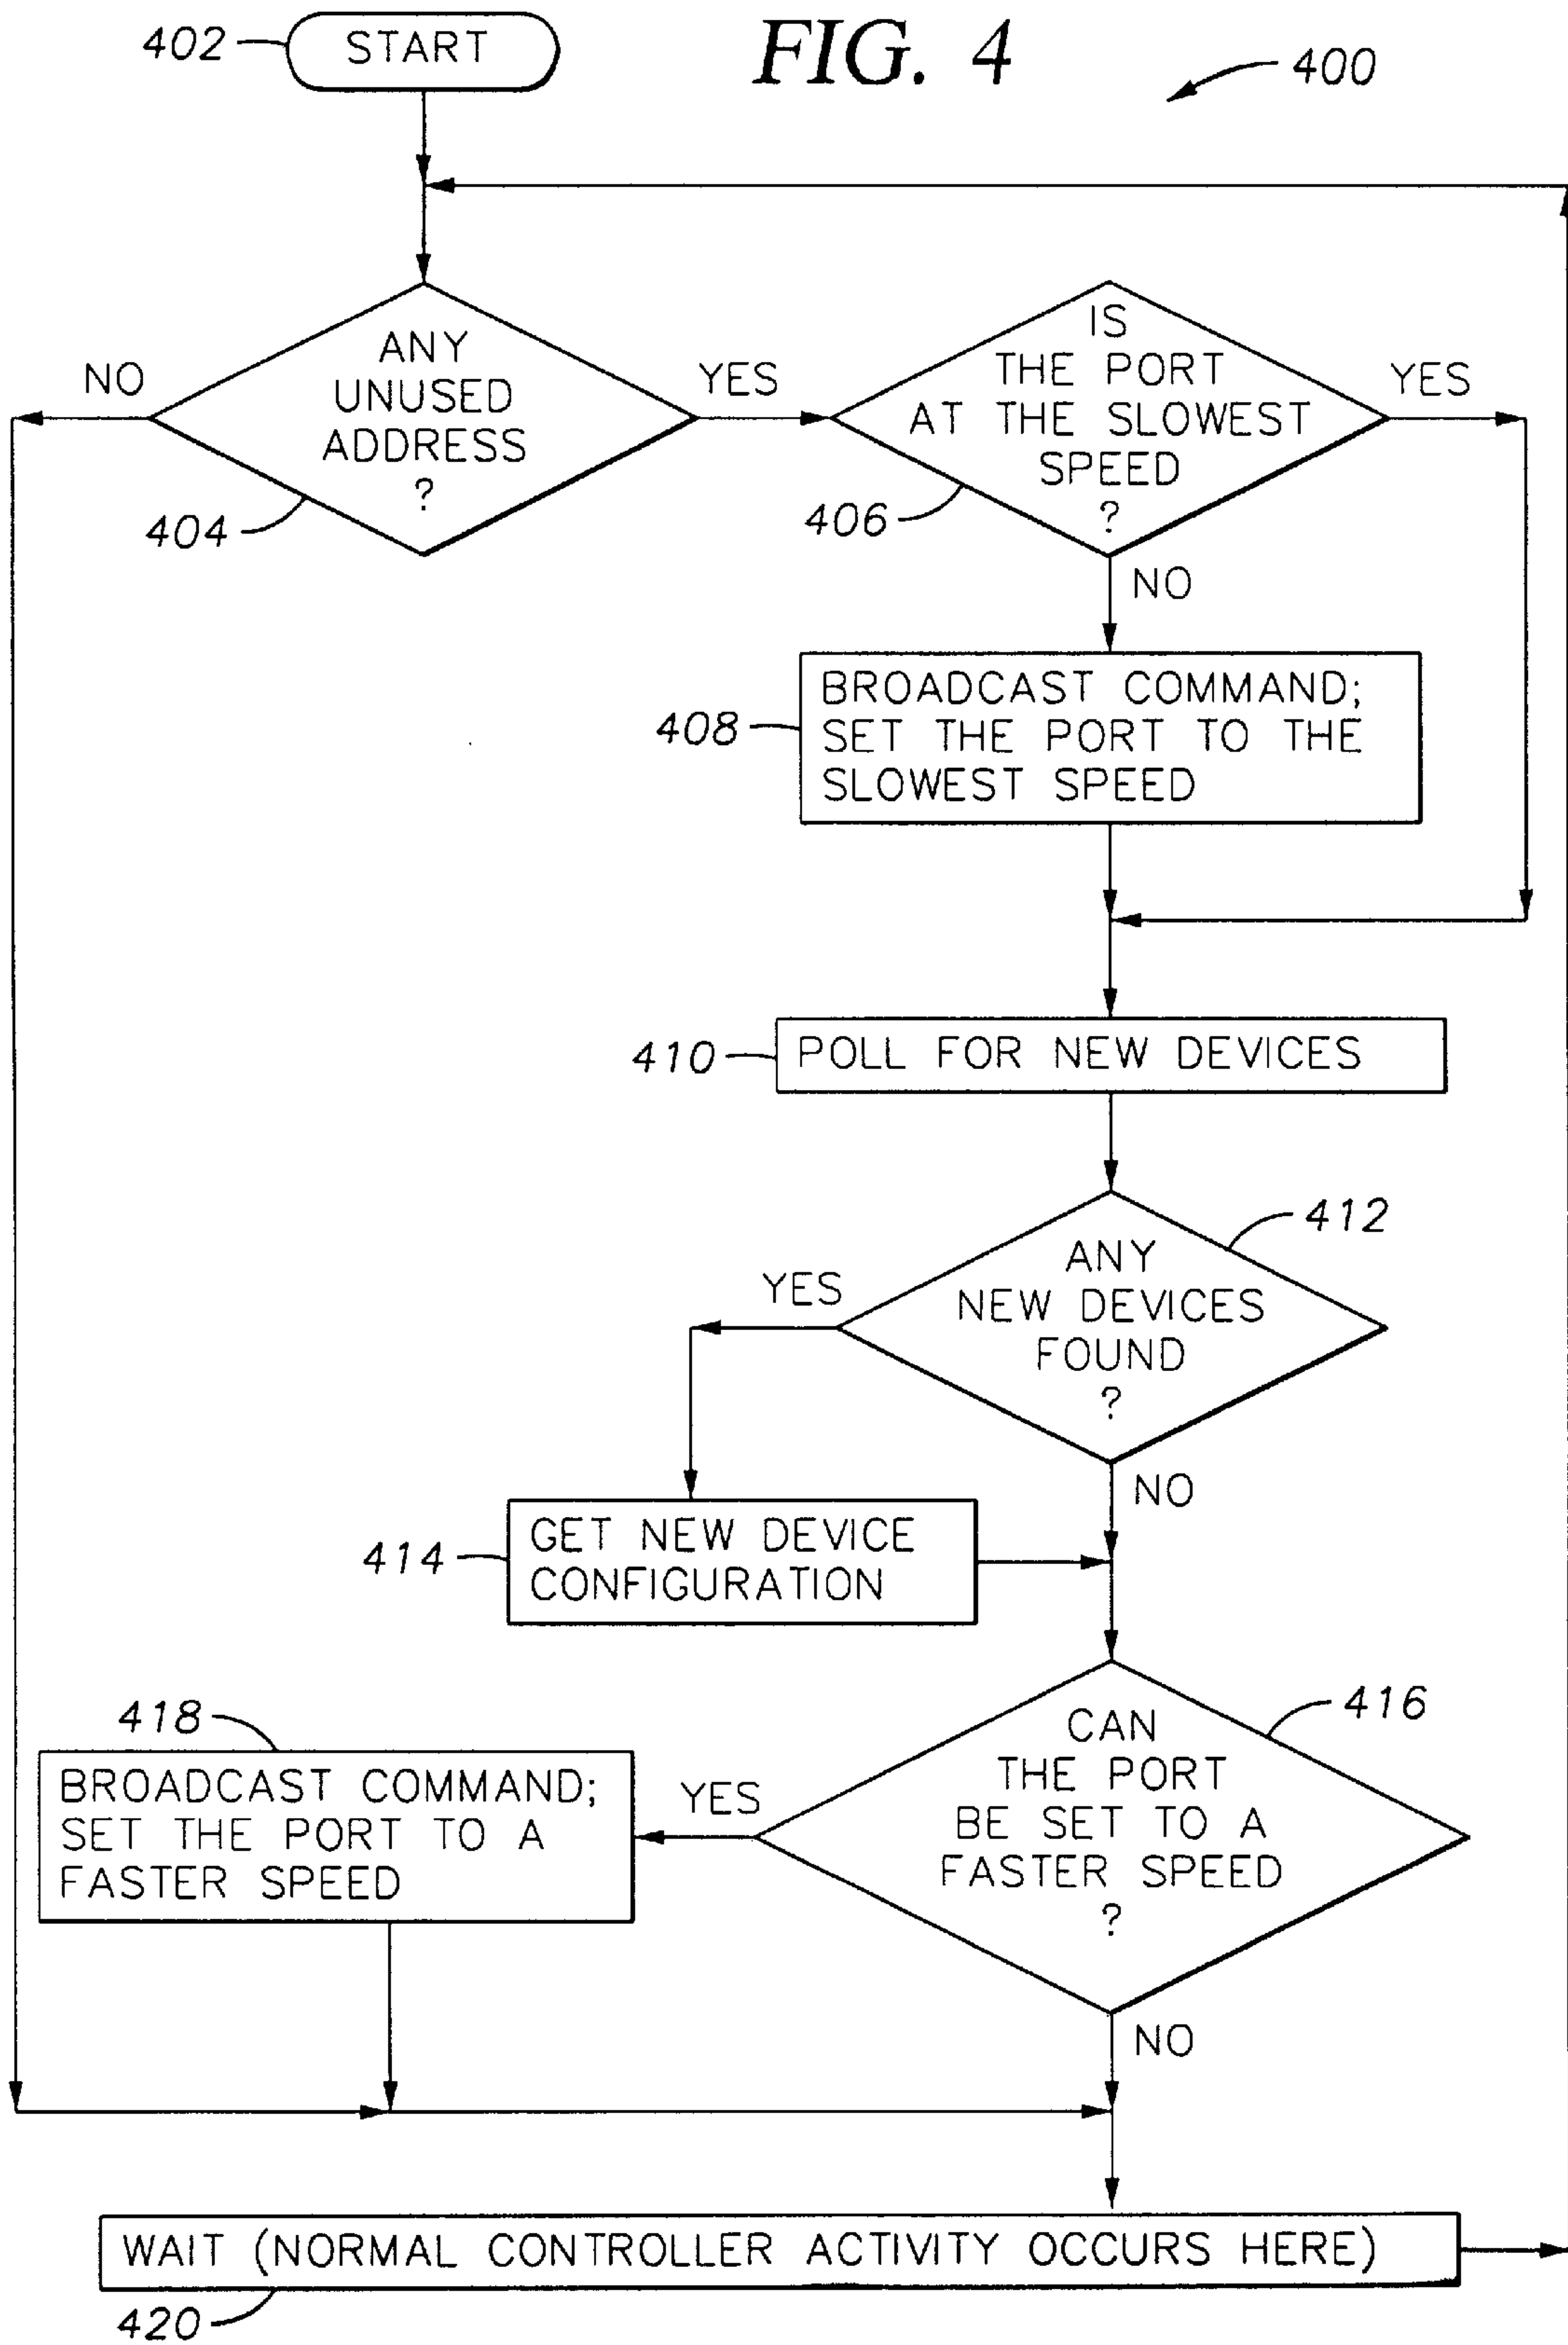 402
START
FIG. 4
400
ANY
UNUSED
ADDRESS
?
NO
YES
404
IS
THE PORT
AT THE SLOWEST
SPEED
?
YES
406
NO
408
BROADCAST COMMAND;
SET THE PORT TO THE
SLOWEST SPEED
410
POLL FOR NEW DEVICES
412
ANY
NEW DEVICES
FOUND
?
YES
NO
414
GET NEW DEVICE
CONFIGURATION
416
CAN
THE PORT
BE SET TO A
FASTER SPEED
?
YES
418
BROADCAST COMMAND;
SET THE PORT TO A
FASTER SPEED
NO
WAIT (NORMAL CONTROLLER ACTIVITY OCCURS HERE)
420